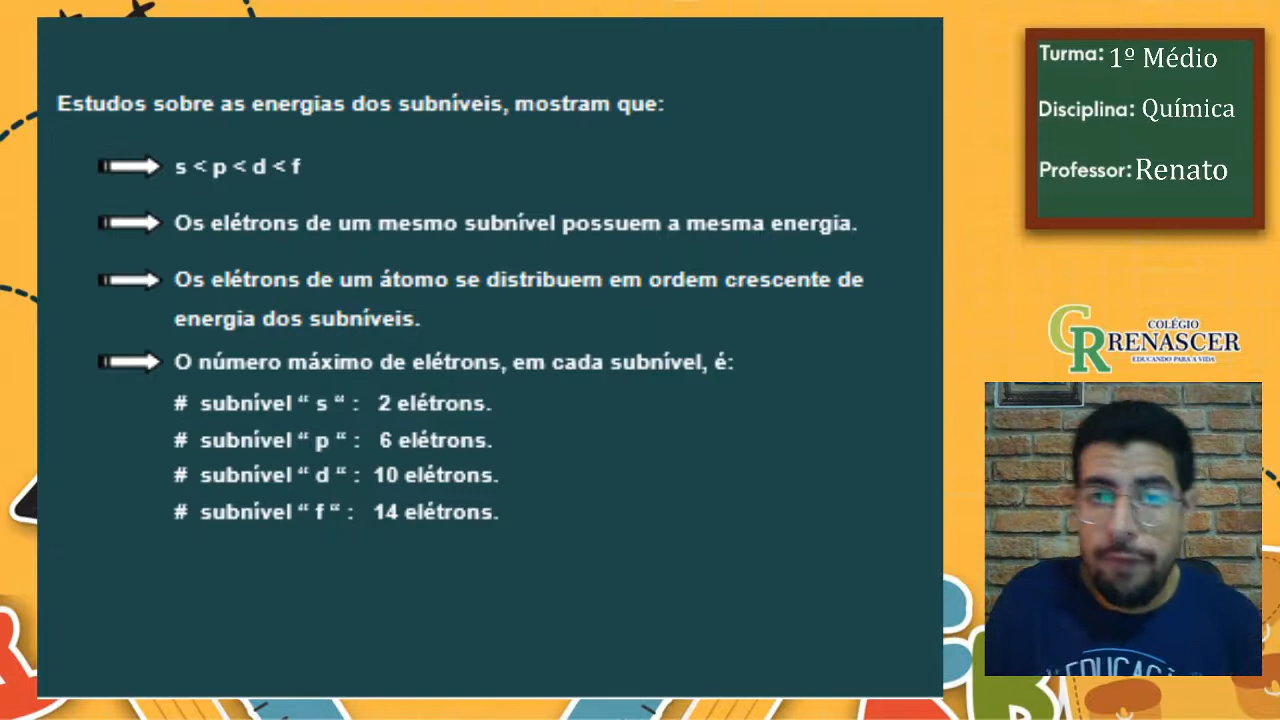 Estudos sobre as energias dos subníveis, mostram que:
s < p < d < f
Os elétrons de um mesmo subnível possuem a mesma energia.
Os elétrons de um átomo se distribuem em ordem crescente de
energia dos subníveis.
O número máximo de elétrons, em cada subnível, é:
# subnível “ s “ : 2 elétrons.
# subnível “ p “ : 6 elétrons.
# subnível “ d “ : 10 elétrons.
# subnível “ f “ : 14 elétrons.
Turma: 1º Médio
Disciplina: Química
Professor: Renato
CR
COLÉGIO
RENASCER
EDUCANDO PARA A VIDA
EDUCAÇÃO